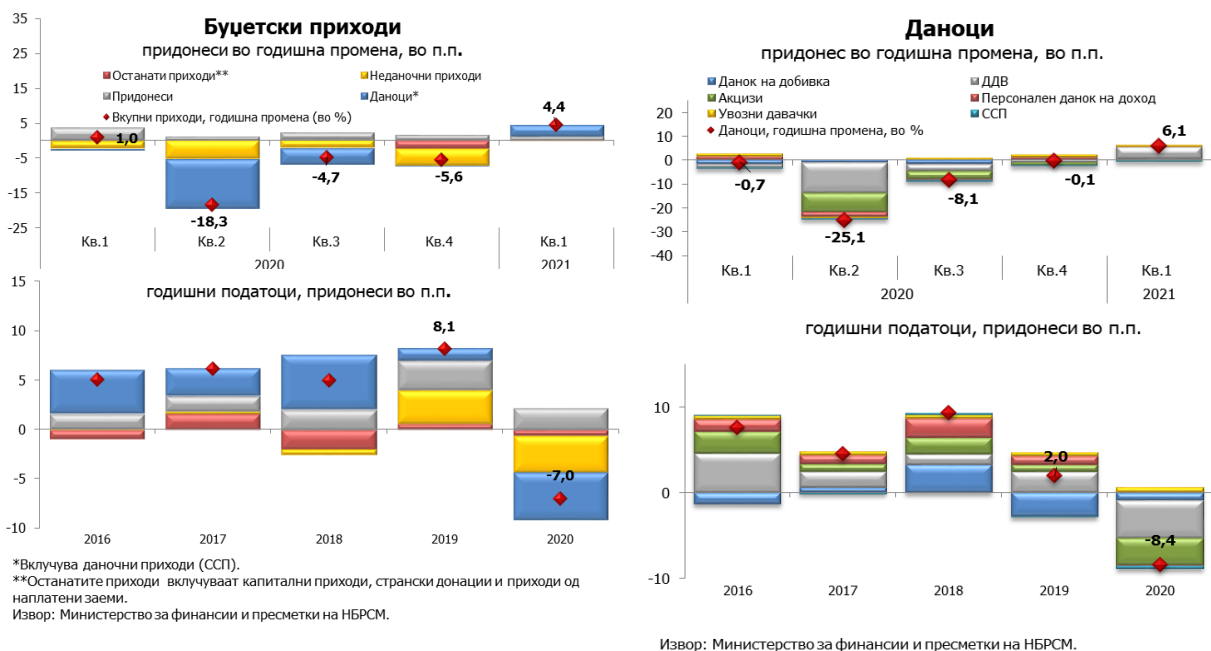 Буџетски приходи
придонеси во годишна промена, во п.п.
Останати приходи**
Неданочни приходи
Придонеси
Даноци*
Вкупни приходи, годишна промена (во %)
35
25
15
5
-5
-15
-25
1,0
-18,3
-4,7
-5,6
4,4
Кв.1
Кв.2
Кв.3
Кв.4
Кв.1
2020
2021
годишни податоци, придонеси во п.п.
15
10
5
0
-5
-10
8,1
-7,0
2016
2017
2018
2019
2020
*Вклучува даночни приходи (ССП).
**Останатите приходи вклучуваат капитални приходи, странски донации и приходи од
наплатени заеми.
Извор: Министерство за финансии и пресметки на НБРСМ.
Даноци
придонес во годишна промена, во п.п.
Данок на добивка
ДДВ
Акцизи
Персонален данок на доход
Увозни давачки
ССП
Даноци, годишна промена, во %
20
10
0
-10
-20
-30
-40
-0,7
-25,1
-8,1
-0,1
6,1
Кв.1
Кв.2
Кв.3
Кв.4
Кв.1
2020
2021
годишни податоци, придонеси во п.п.
10
0
-10
2,0
-8,4
2016
2017
2018
2019
2020
Извор: Министерство за финансии и пресметки на НБРСМ.